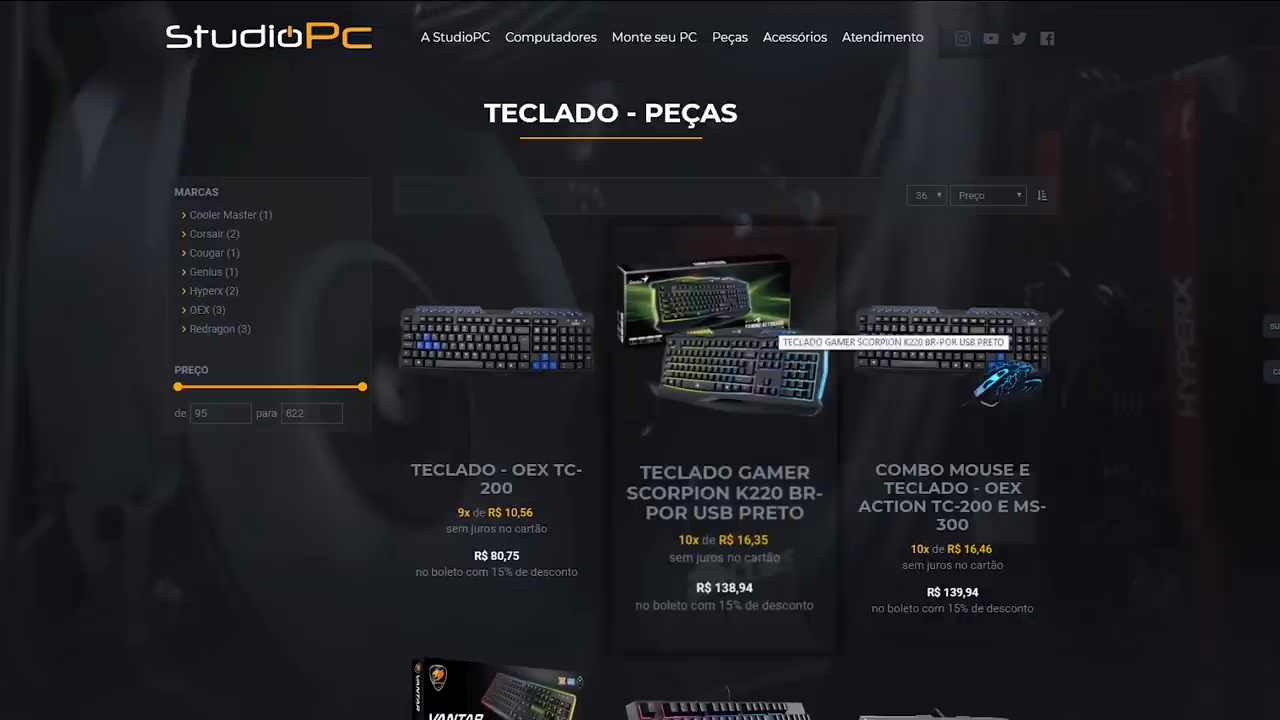 StudioPc
A StudioPC Computadores Monte seu PC Peças Acessórios Atendimento
TECLADO - PEÇAS
MARCAS
Cooler Master (1)
Corsair (2)
Cougar (1)
Genius (1)
Hyperx (2)
OEX (3)
Redragon (3)
PREÇO
de 95 para 822
36 Preço
TECLADO GAMER SCORPION K220 BR-POR USB PRETO
TECLADO - OEX TC-
200
9x de R$ 10,56
sem juros no cartão
R$ 80,75
no boleto com 15% de desconto
TECLADO GAMER
SCORPION K220 BR-
POR USB PRETO
10x de R$ 16,35
sem juros no cartão
R$ 138,94
no boleto com 15% de desconto
COMBO MOUSE E
TECLADO - OEX
ACTION TC-200 E MS-
300
10x de R$ 16,46
sem juros no cartão
R$ 139,94
no boleto com 15% de desconto
HYPERX
VANTAR
VANTAR